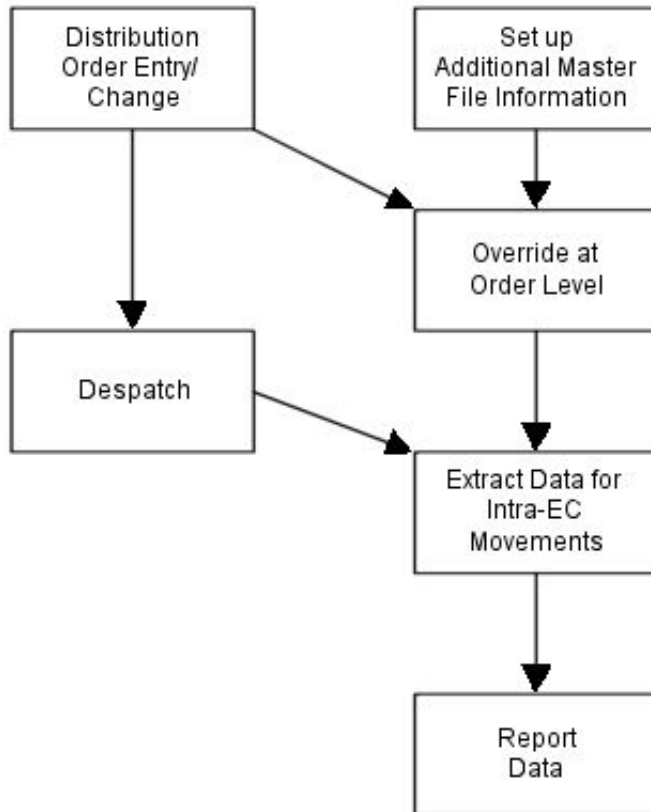 Distribution
Order Entry/
Change
Set up
Additional Master
File Information
Override at
Order Level
Despatch
Extract Data for
Intra-EC
Movements
Report
Data